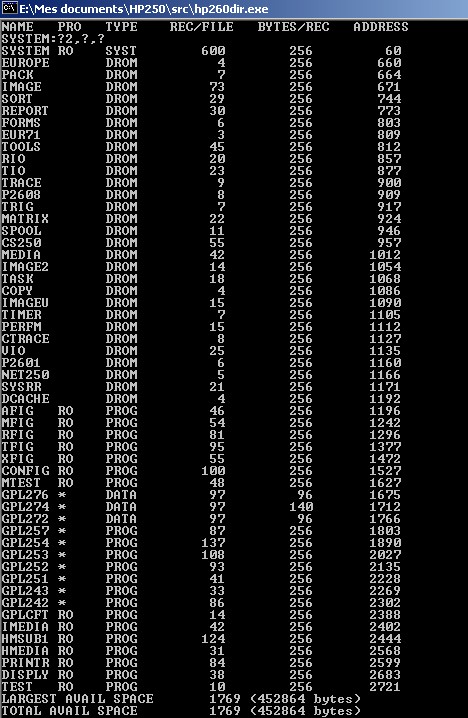 E:\Mes documents\HP250\src\hp260dir.exe
NAME PRO TYPE REC/FILE BYTES/REC ADDRESS
SYSTEM:?2,?,?
SYSTEM RO SYST 600 256 60
EUROPE DROM 4 256 660
PACK DROM 7 256 664
IMAGE DROM 73 256 671
SORT DROM 29 256 744
REPORT DROM 30 256 773
FORMS DROM 6 256 803
EUR71 DROM 3 256 809
TOOLS DROM 45 256 812
RIO DROM 20 256 857
TIO DROM 23 256 877
TRACE DROM 9 256 900
P2608 DROM 8 256 909
TRIG DROM 7 256 917
MATRIX DROM 22 256 924
SPOOL DROM 11 256 946
CS250 DROM 55 256 957
MEDIA DROM 42 256 1012
IMAGE2 DROM 14 256 1054
TASK DROM 18 256 1068
COPY DROM 4 256 1086
IMAGEU DROM 15 256 1090
TIMER DROM 7 256 1105
PERFM DROM 15 256 1112
CTRACE DROM 8 256 1127
VIO DROM 25 256 1135
P2601 DROM 6 256 1160
NET250 DROM 5 256 1166
SYSRR DROM 21 256 1171
DCACHE DROM 4 256 1192
AFIG RO PROG 46 256 1196
MFIG RO PROG 54 256 1242
RFIG RO PROG 81 256 1296
TFIG RO PROG 95 256 1377
XFIG RO PROG 55 256 1472
CONFIG RO PROG 100 256 1527
MTEST RO PROG 48 256 1627
GPL276 * DATA 97 96 1675
GPL274 * DATA 97 140 1712
GPL272 * DATA 97 96 1766
GPL257 * PROG 87 256 1803
GPL254 * PROG 137 256 1890
GPL253 * PROG 108 256 2027
GPL252 * PROG 93 256 2135
GPL251 * PROG 41 256 2228
GPL243 * PROG 33 256 2269
GPL242 * PROG 86 256 2302
GPLCFT RO PROG 14 256 2388
IMEDIA RO PROG 42 256 2402
HMSUB1 RO PROG 124 256 2444
HMEDIA RO PROG 31 256 2568
PRINTR RO PROG 84 256 2599
DISPLY RO PROG 38 256 2683
TEST RO PROG 10 256 2721
LARGEST AVAIL SPACE 1769 (452864 bytes)
TOTAL AVAIL SPACE 1769 (452864 bytes)